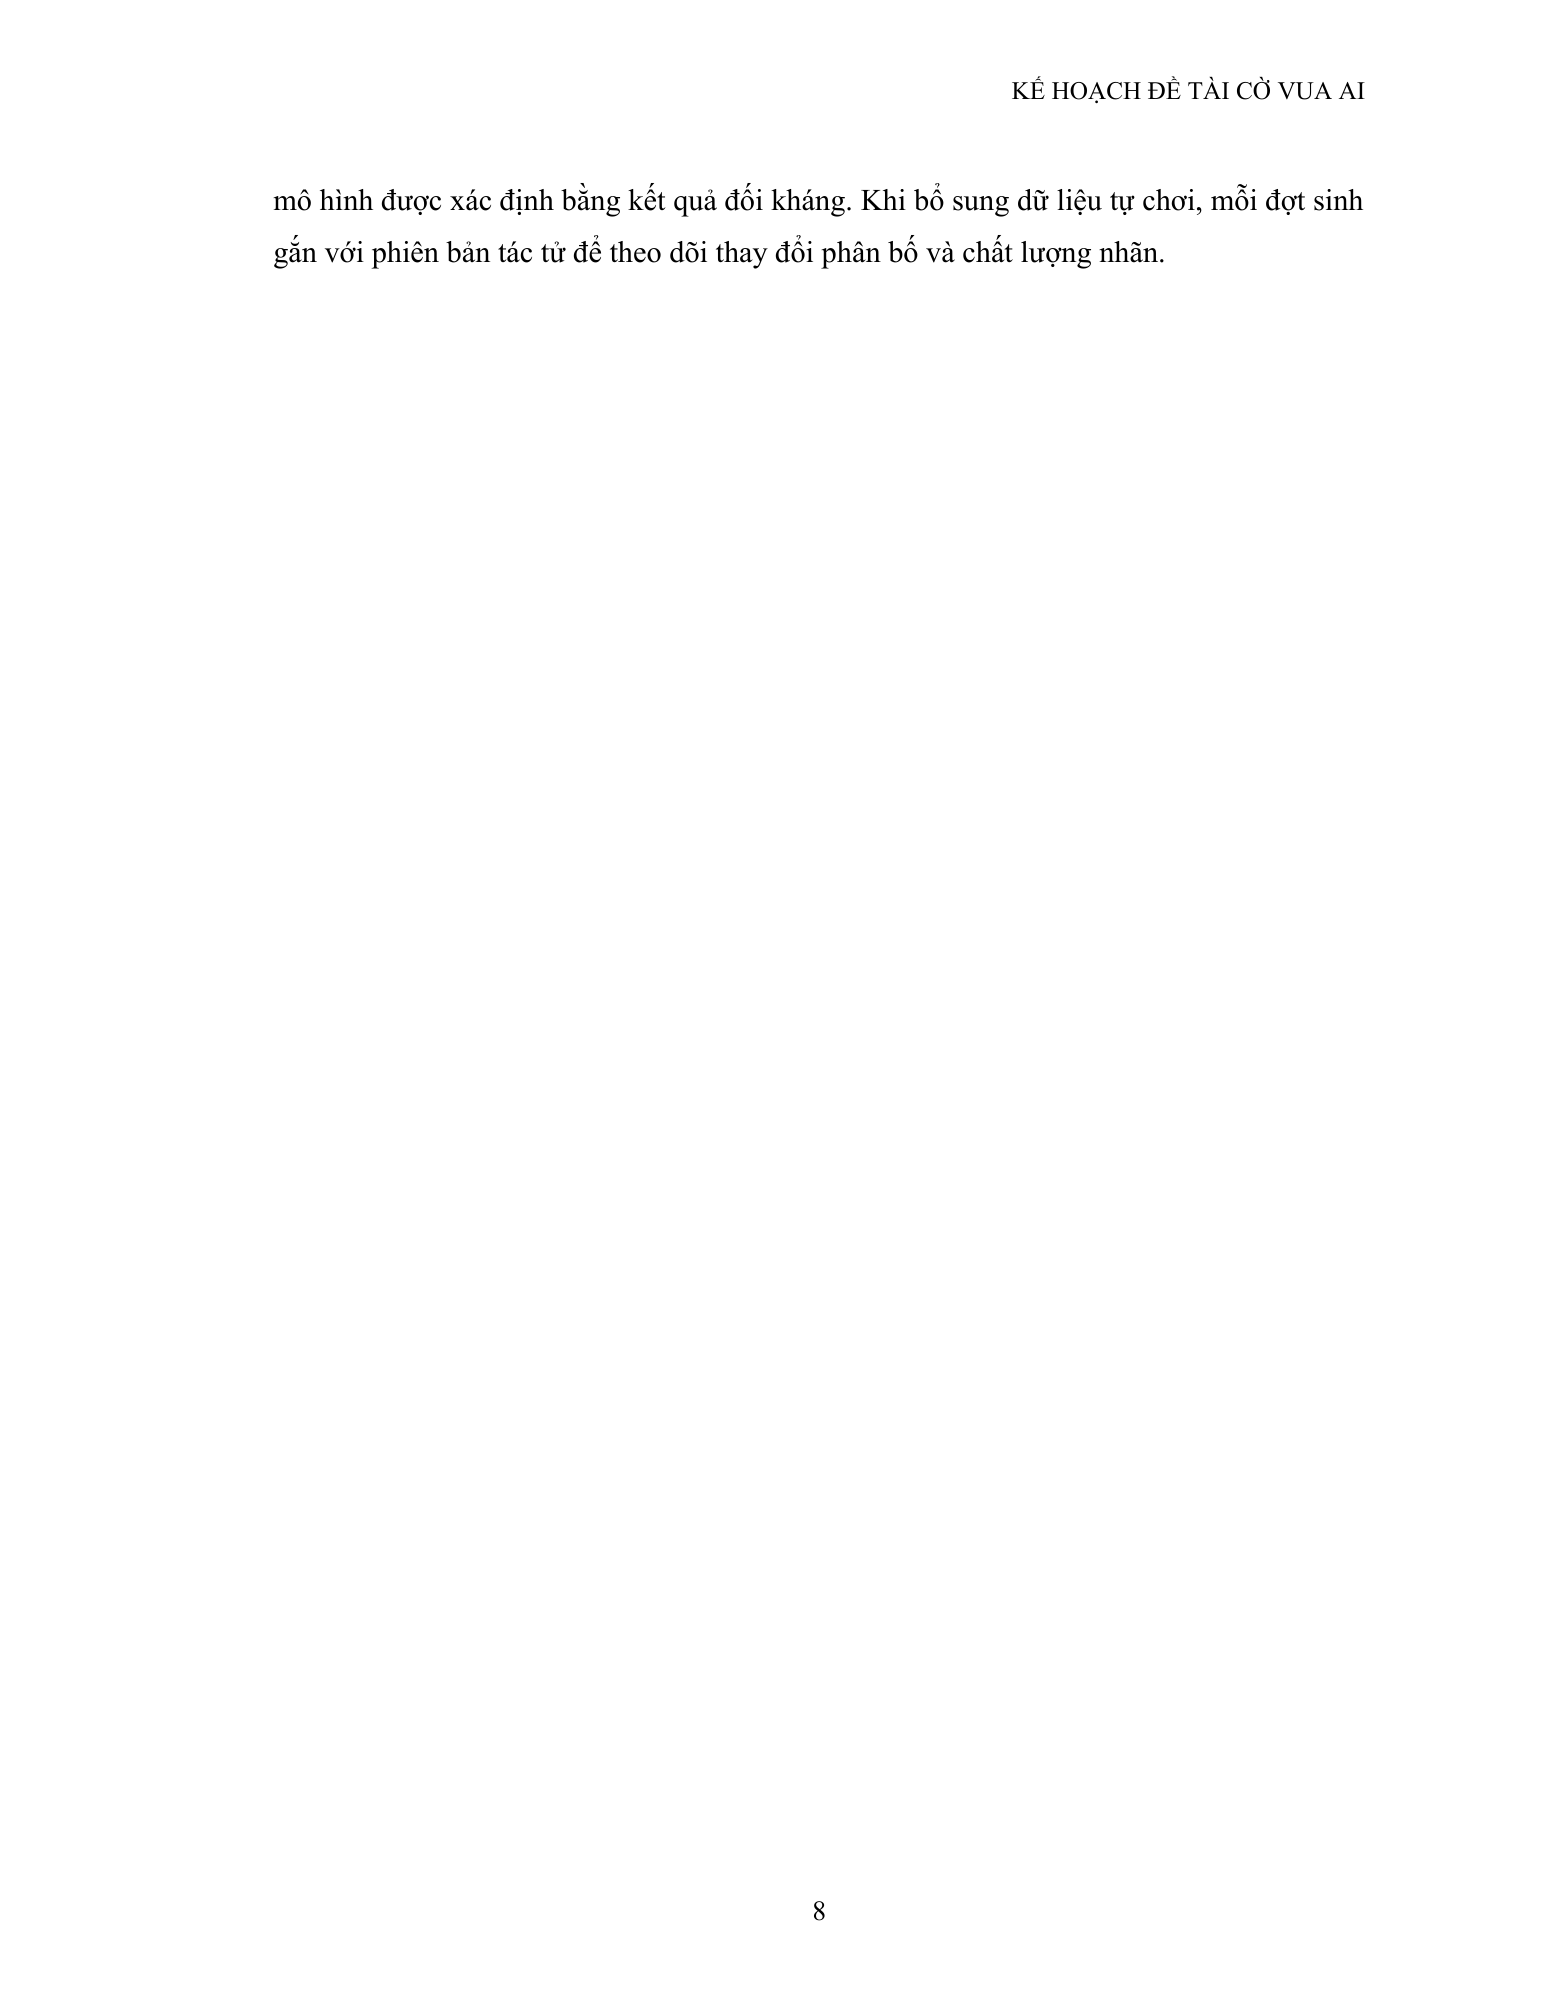 KẾ HOẠCH ĐỀ TÀI CỜ VUA AI
mô hình được xác định bằng kết quả đối kháng. Khi bổ sung dữ liệu tự chơi, mỗi đợt sinh
gắn với phiên bản tác tử để theo dõi thay đổi phân bố và chất lượng nhãn.
8